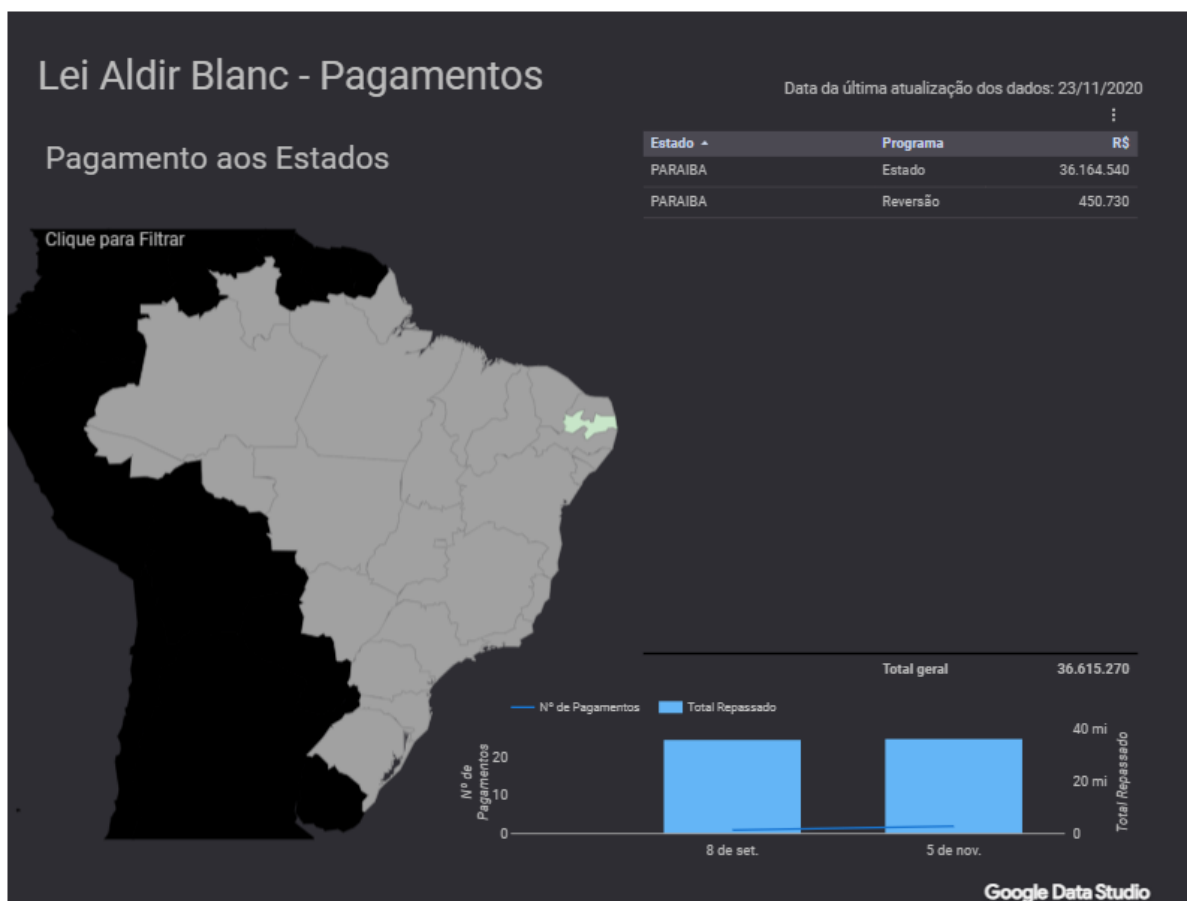 Lei Aldir Blanc - Pagamentos
Data da última atualização dos dados: 23/11/2020
Pagamento aos Estados
Estado Programa R$
PARAIBA Estado 36.164.540
PARAIBA Reversão 450.730
Clique para Filtrar
Total geral 36.615.270
Nº de Pagamentos Total Repassado
Nº de
Pagamentos
20
10
0
40 mi
20 mi
0
Total Repassado
8 de set. 5 de nov.
Google Data Studio